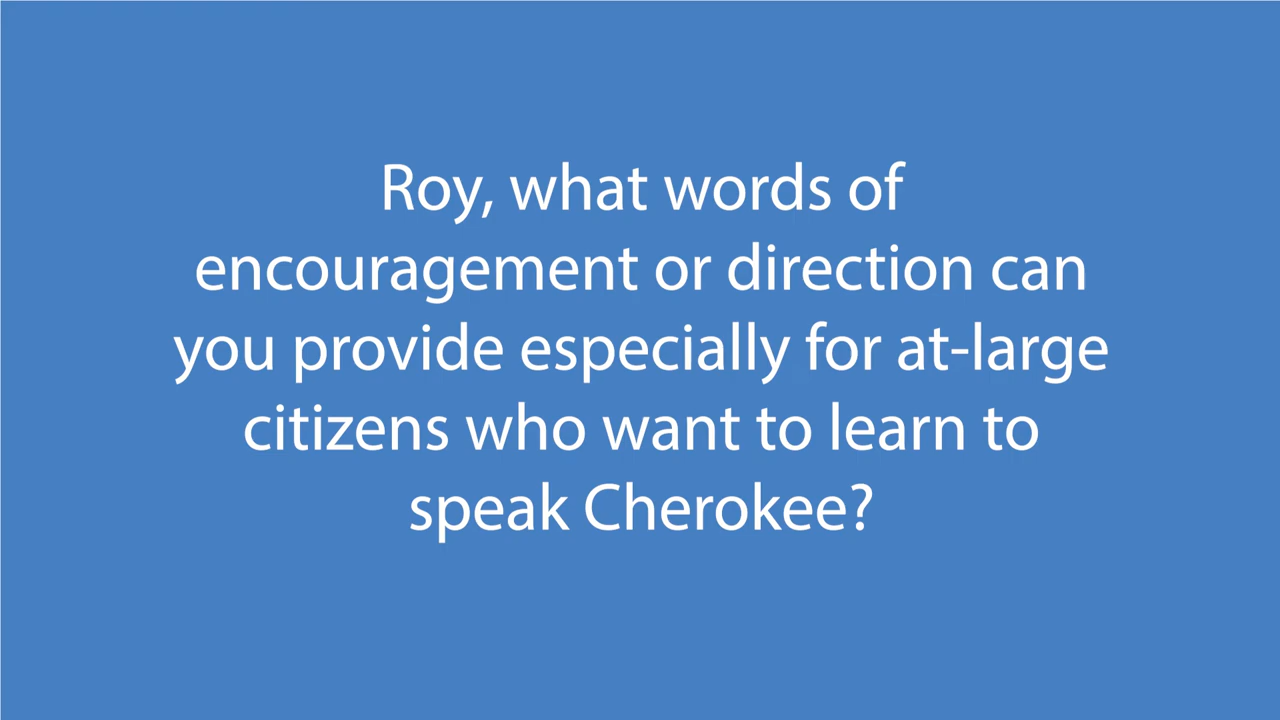 Roy, what words of
encouragement or direction can
you provide especially for at-large
citizens who want to learn to
speak Cherokee?